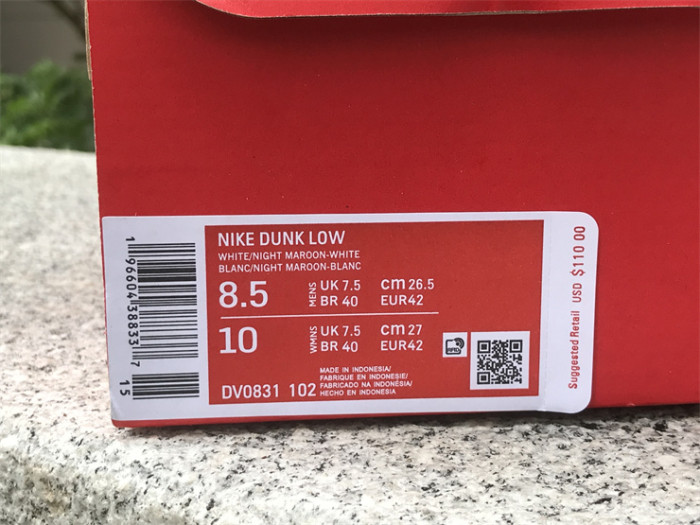 NIKE DUNK LOW
WHITE/NIGHT MAROON-WHITE
BLANC/NIGHT MAROON-BLANC
8.5 MENS UK 7.5 cm 26.5
BR 40 EUR42
10 WMNS UK 7.5 cm 27
BR 40 EUR42
MADE IN INDONESIA/
FABRIQUE EN INDONESIE/
DV0831 102 FABRICADO NA INDONÉSIA/
HECHO EN INDONESIA
1 96604 38833 7
15
Suggested Retail USD $110 00